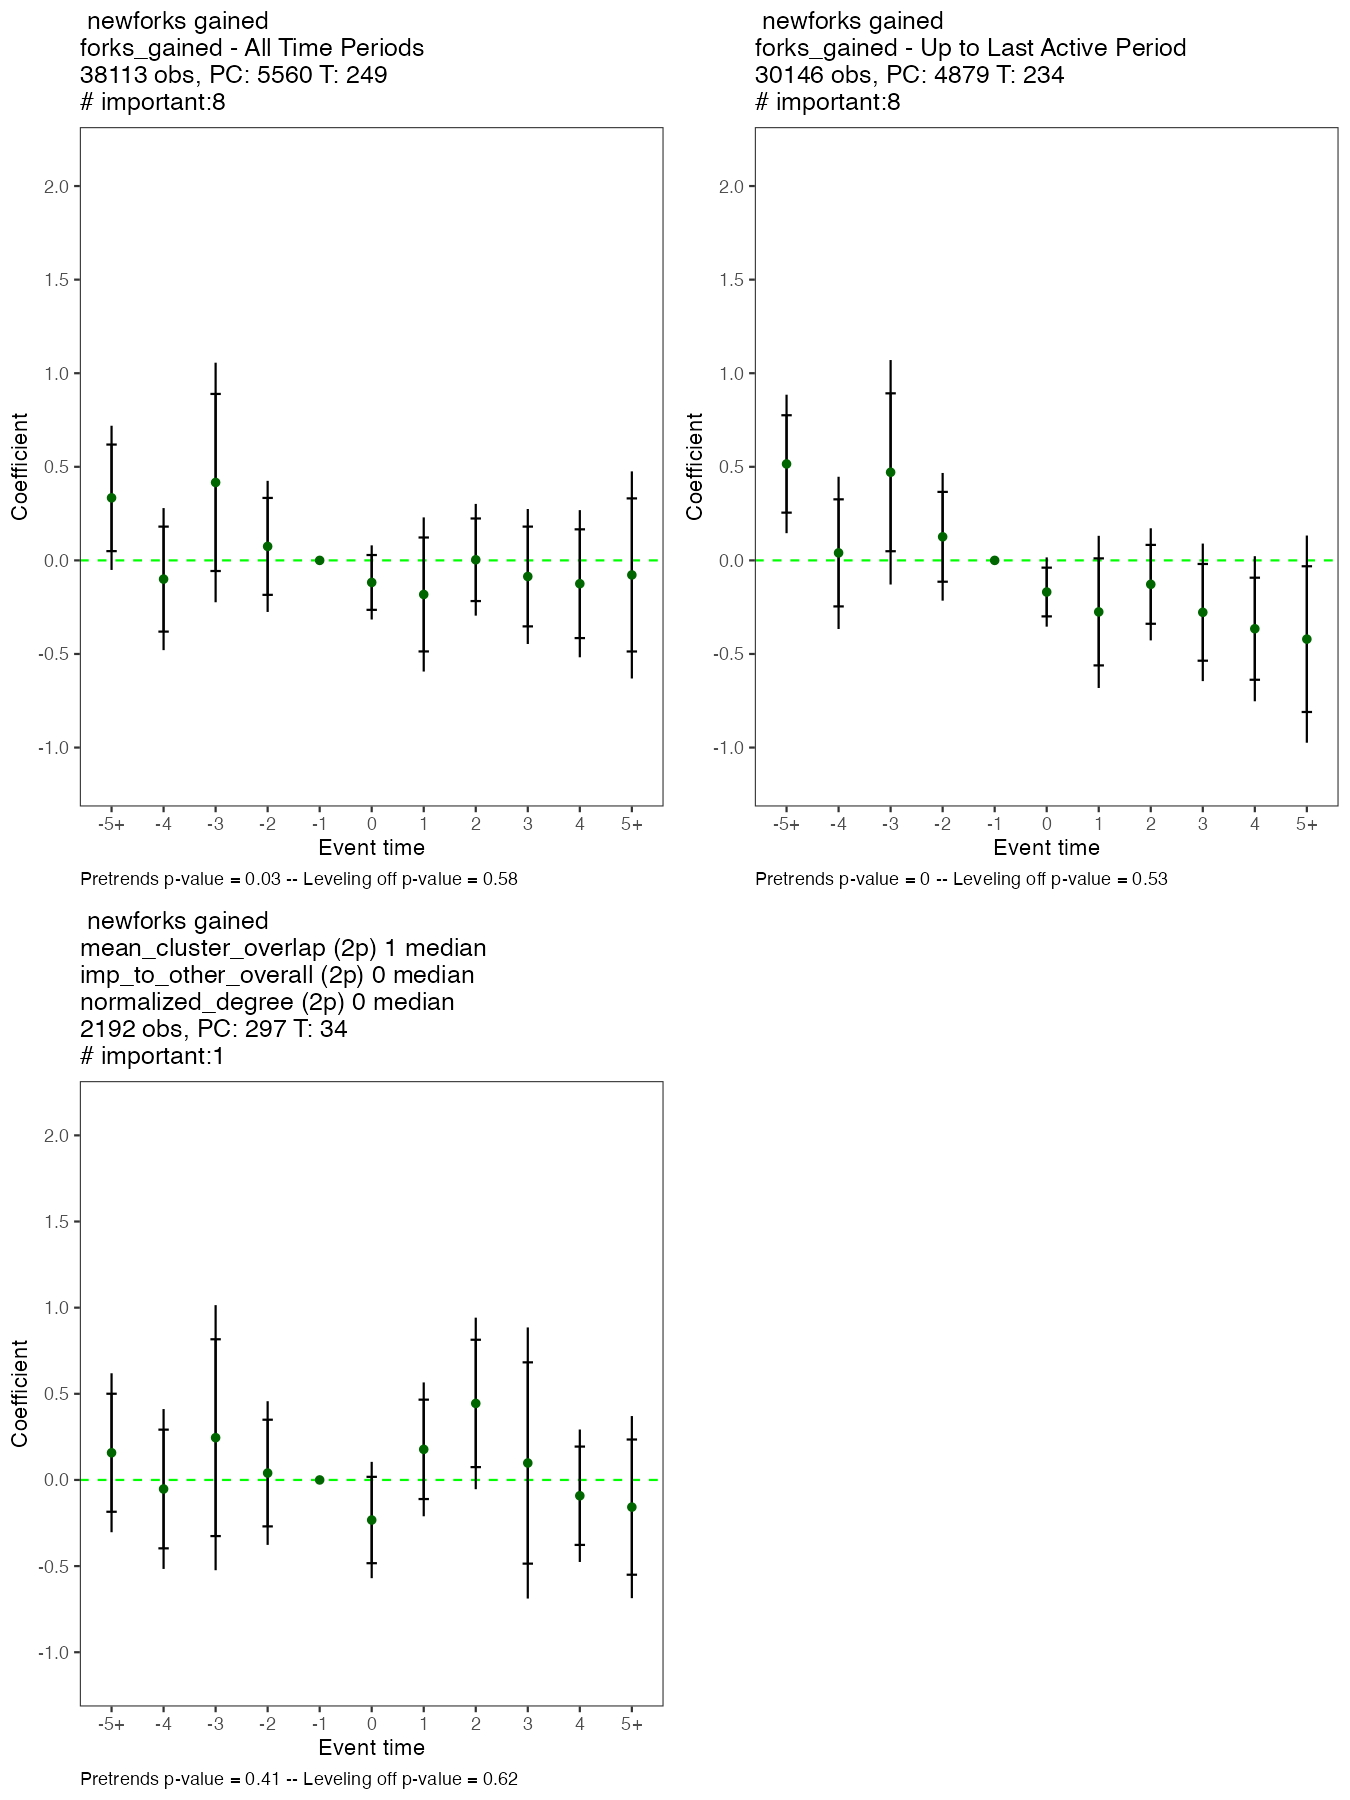 newforks gained
forks_gained - All Time Periods
38113 obs, PC: 5560 T: 249
# important:8
Coefficient
2.0
1.5
1.0
0.5
0.0
-0.5
-1.0
-5+ -4 -3 -2 -1 0 1 2 3 4 5+
Event time
Pretrends p-value = 0.03 -- Leveling off p-value = 0.58
newforks gained
forks_gained - Up to Last Active Period
30146 obs, PC: 4879 T: 234
# important:8
Coefficient
2.0
1.5
1.0
0.5
0.0
-0.5
-1.0
-5+ -4 -3 -2 -1 0 1 2 3 4 5+
Event time
Pretrends p-value = 0 -- Leveling off p-value = 0.53
newforks gained
mean_cluster_overlap (2p) 1 median
imp_to_other_overall (2p) 0 median
normalized_degree (2p) 0 median
2192 obs, PC: 297 T: 34
# important:1
Coefficient
2.0
1.5
1.0
0.5
0.0
-0.5
-1.0
-5+ -4 -3 -2 -1 0 1 2 3 4 5+
Event time
Pretrends p-value = 0.41 -- Leveling off p-value = 0.62